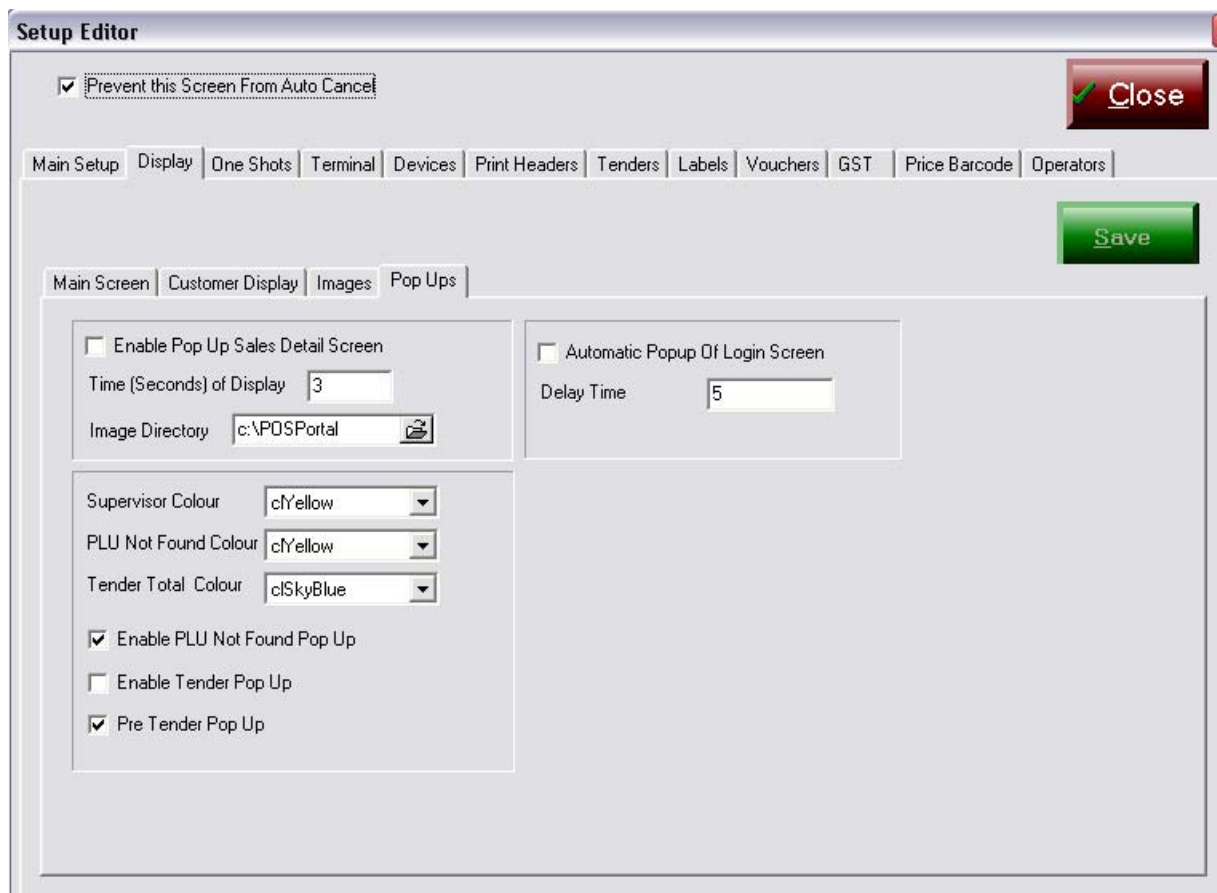 Setup Editor
Prevent this Screen From Auto Cancel
Close
Main Setup Display One Shots Terminal Devices Print Headers Tenders Labels Vouchers GST Price Barcode Operators
Save
Main Screen Customer Display Images Pop Ups
Enable Pop Up Sales Detail Screen
Time (Seconds) of Display 3
Image Directory c:\POSPortal
Automatic Popup Of Login Screen
Delay Time 5
Supervisor Colour clYellow
PLU Not Found Colour clYellow
Tender Total Colour clSkyBlue
Enable PLU Not Found Pop Up
Enable Tender Pop Up
Pre Tender Pop Up